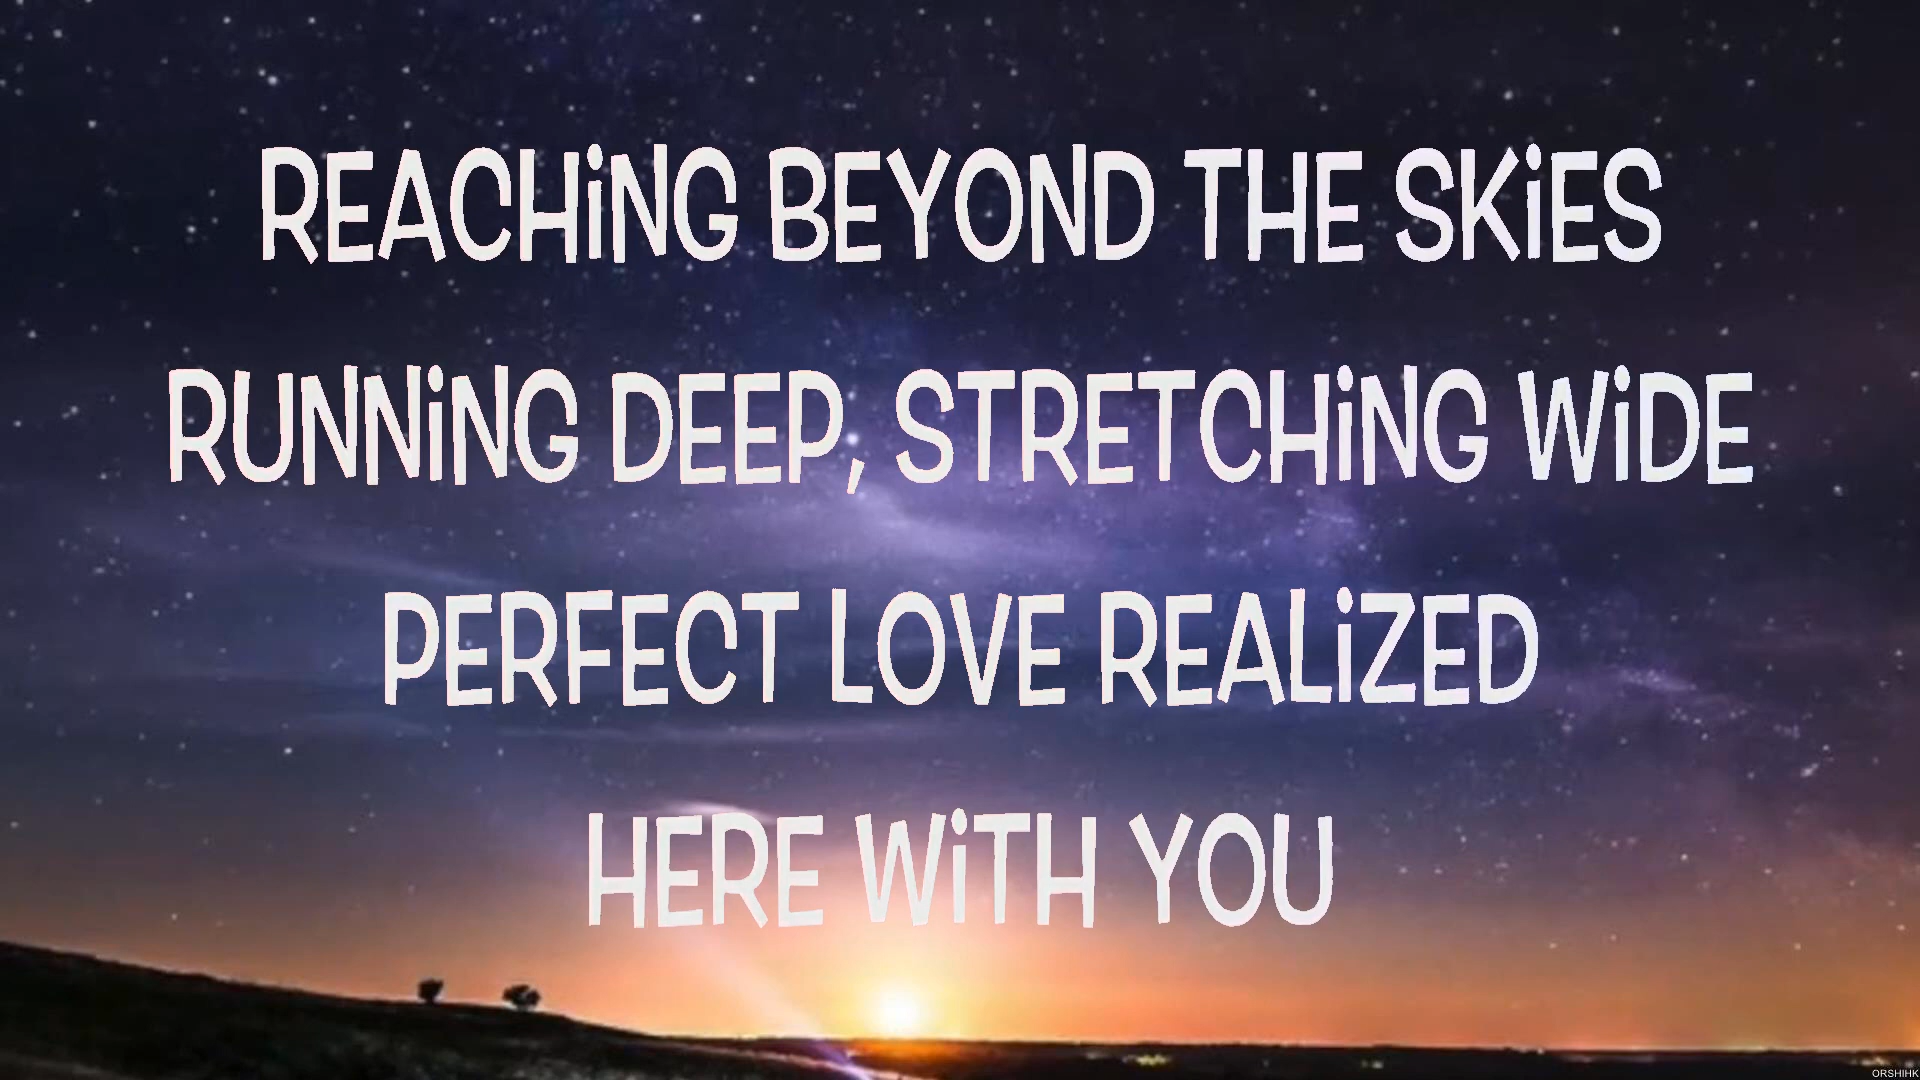 REACHiNG BEYOND THE SKiES
RUNNiNG DEEP, STRETCHiNG WiDE
PERFECT LOVE REALiZED
HERE WiTH YOU
ORSHIHK